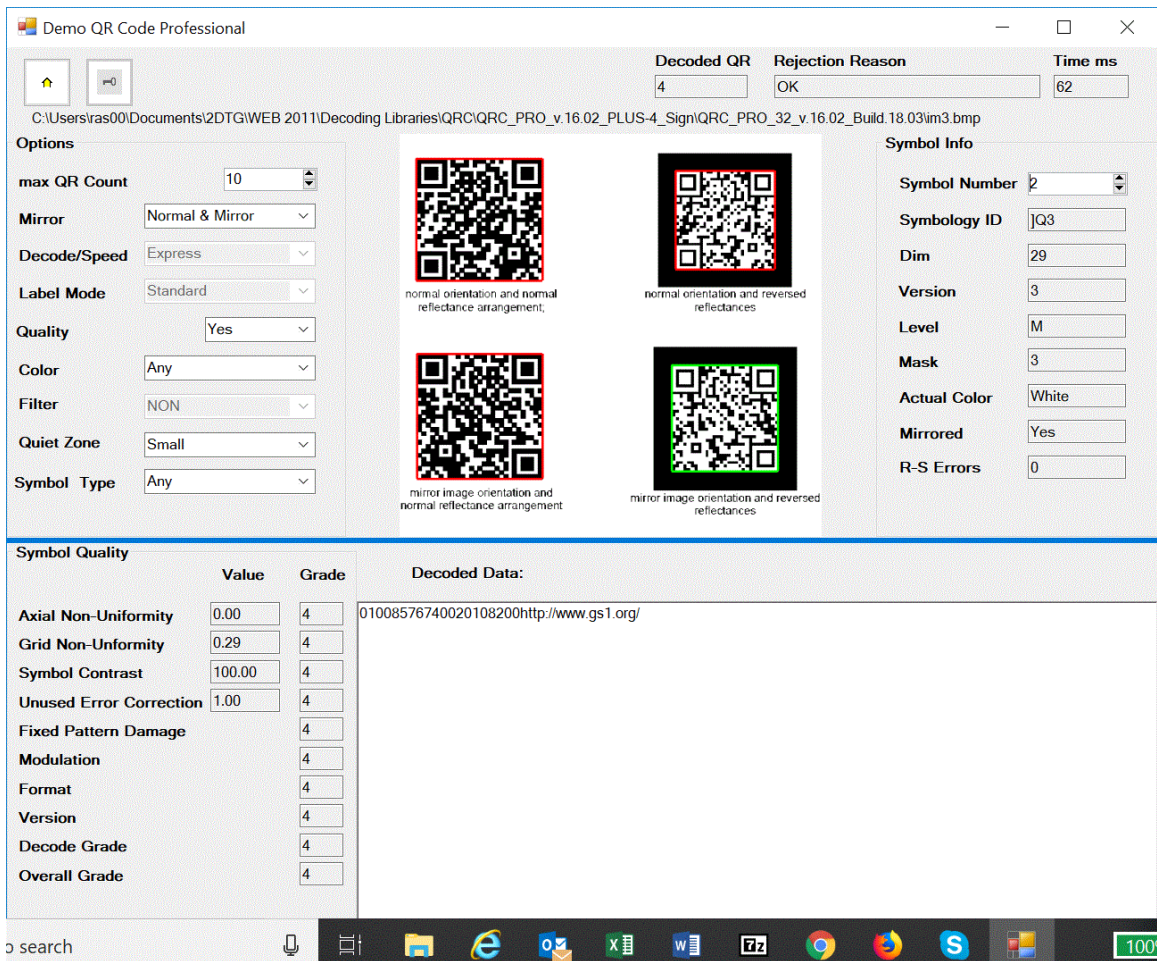 Demo QR Code Professional
Decoded QR Rejection Reason Time ms
4 OK 62
C:\Users\ras00\Documents\2DTG\WEB 2011\Decoding Libraries\QRC\QRC_PRO_v.16.02_PLUS-4_Sign\QRC_PRO_32_v.16.02_Build.18.03\im3.bmp
Options
max QR Count 10
Mirror Normal & Mirror
Decode/Speed Express
Label Mode Standard
Quality Yes
Color Any
Filter NON
Quiet Zone Small
Symbol Type Any
normal orientation and normal
reflectance arrangement;
normal orientation and reversed
reflectances
mirror image orientation and
normal reflectance arrangement
mirror image orientation and reversed
reflectances
Symbol Info
Symbol Number 2
Symbology ID ]Q3
Dim 29
Version 3
Level M
Mask 3
Actual Color White
Mirrored Yes
R-S Errors 0
Symbol Quality
Value Grade
Axial Non-Uniformity 0.00 4
Grid Non-Unformity 0.29 4
Symbol Contrast 100.00 4
Unused Error Correction 1.00 4
Fixed Pattern Damage 4
Modulation 4
Format 4
Version 4
Decode Grade 4
Overall Grade 4
Decoded Data:
01008576740020108200http://www.gs1.org/
o search
7z
100%